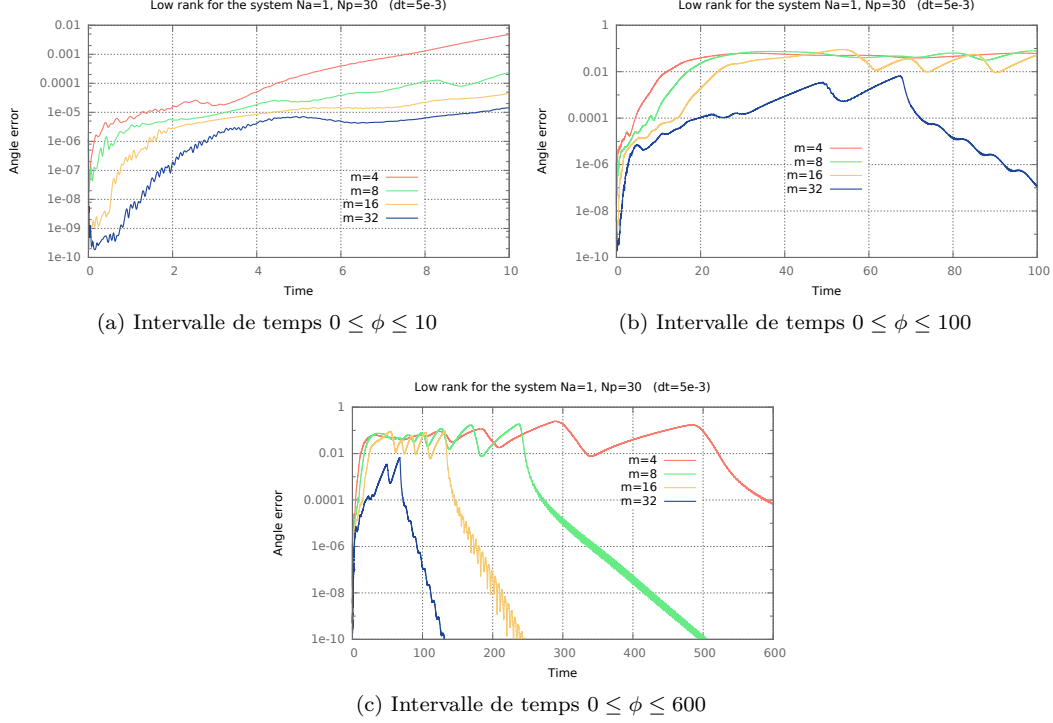 Low rank for the system Na=1, Np=30 (dt=5e-3)
0.01
0.001
0.0001
1e-05
1e-06
1e-07
1e-08
1e-09
1e-10
Angle error
m=4
m=8
m=16
m=32
0 2 4 6 8 10
Time
(a) Intervalle de temps 0 ≤ ϕ ≤ 10
Low rank for the system Na=1, Np=30 (dt=5e-3)
1
0.01
0.0001
1e-06
1e-08
1e-10
Angle error
m=4
m=8
m=16
m=32
0 20 40 60 80 100
Time
(b) Intervalle de temps 0 ≤ ϕ ≤ 100
Low rank for the system Na=1, Np=30 (dt=5e-3)
1
0.01
0.0001
1e-06
1e-08
1e-10
Angle error
m=4
m=8
m=16
m=32
0 100 200 300 400 500 600
Time
(c) Intervalle de temps 0 ≤ ϕ ≤ 600